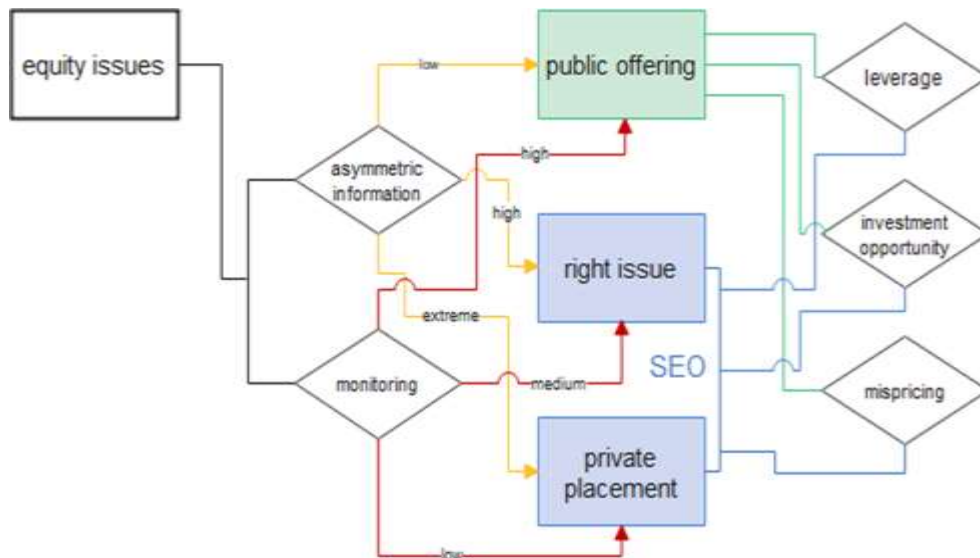 equity issues
low
public offering
leverage
high
asymmetric
information
high
investment
opportunity
right issue
extreme
SEO
monitoring
medium
mispricing
private
placement
low